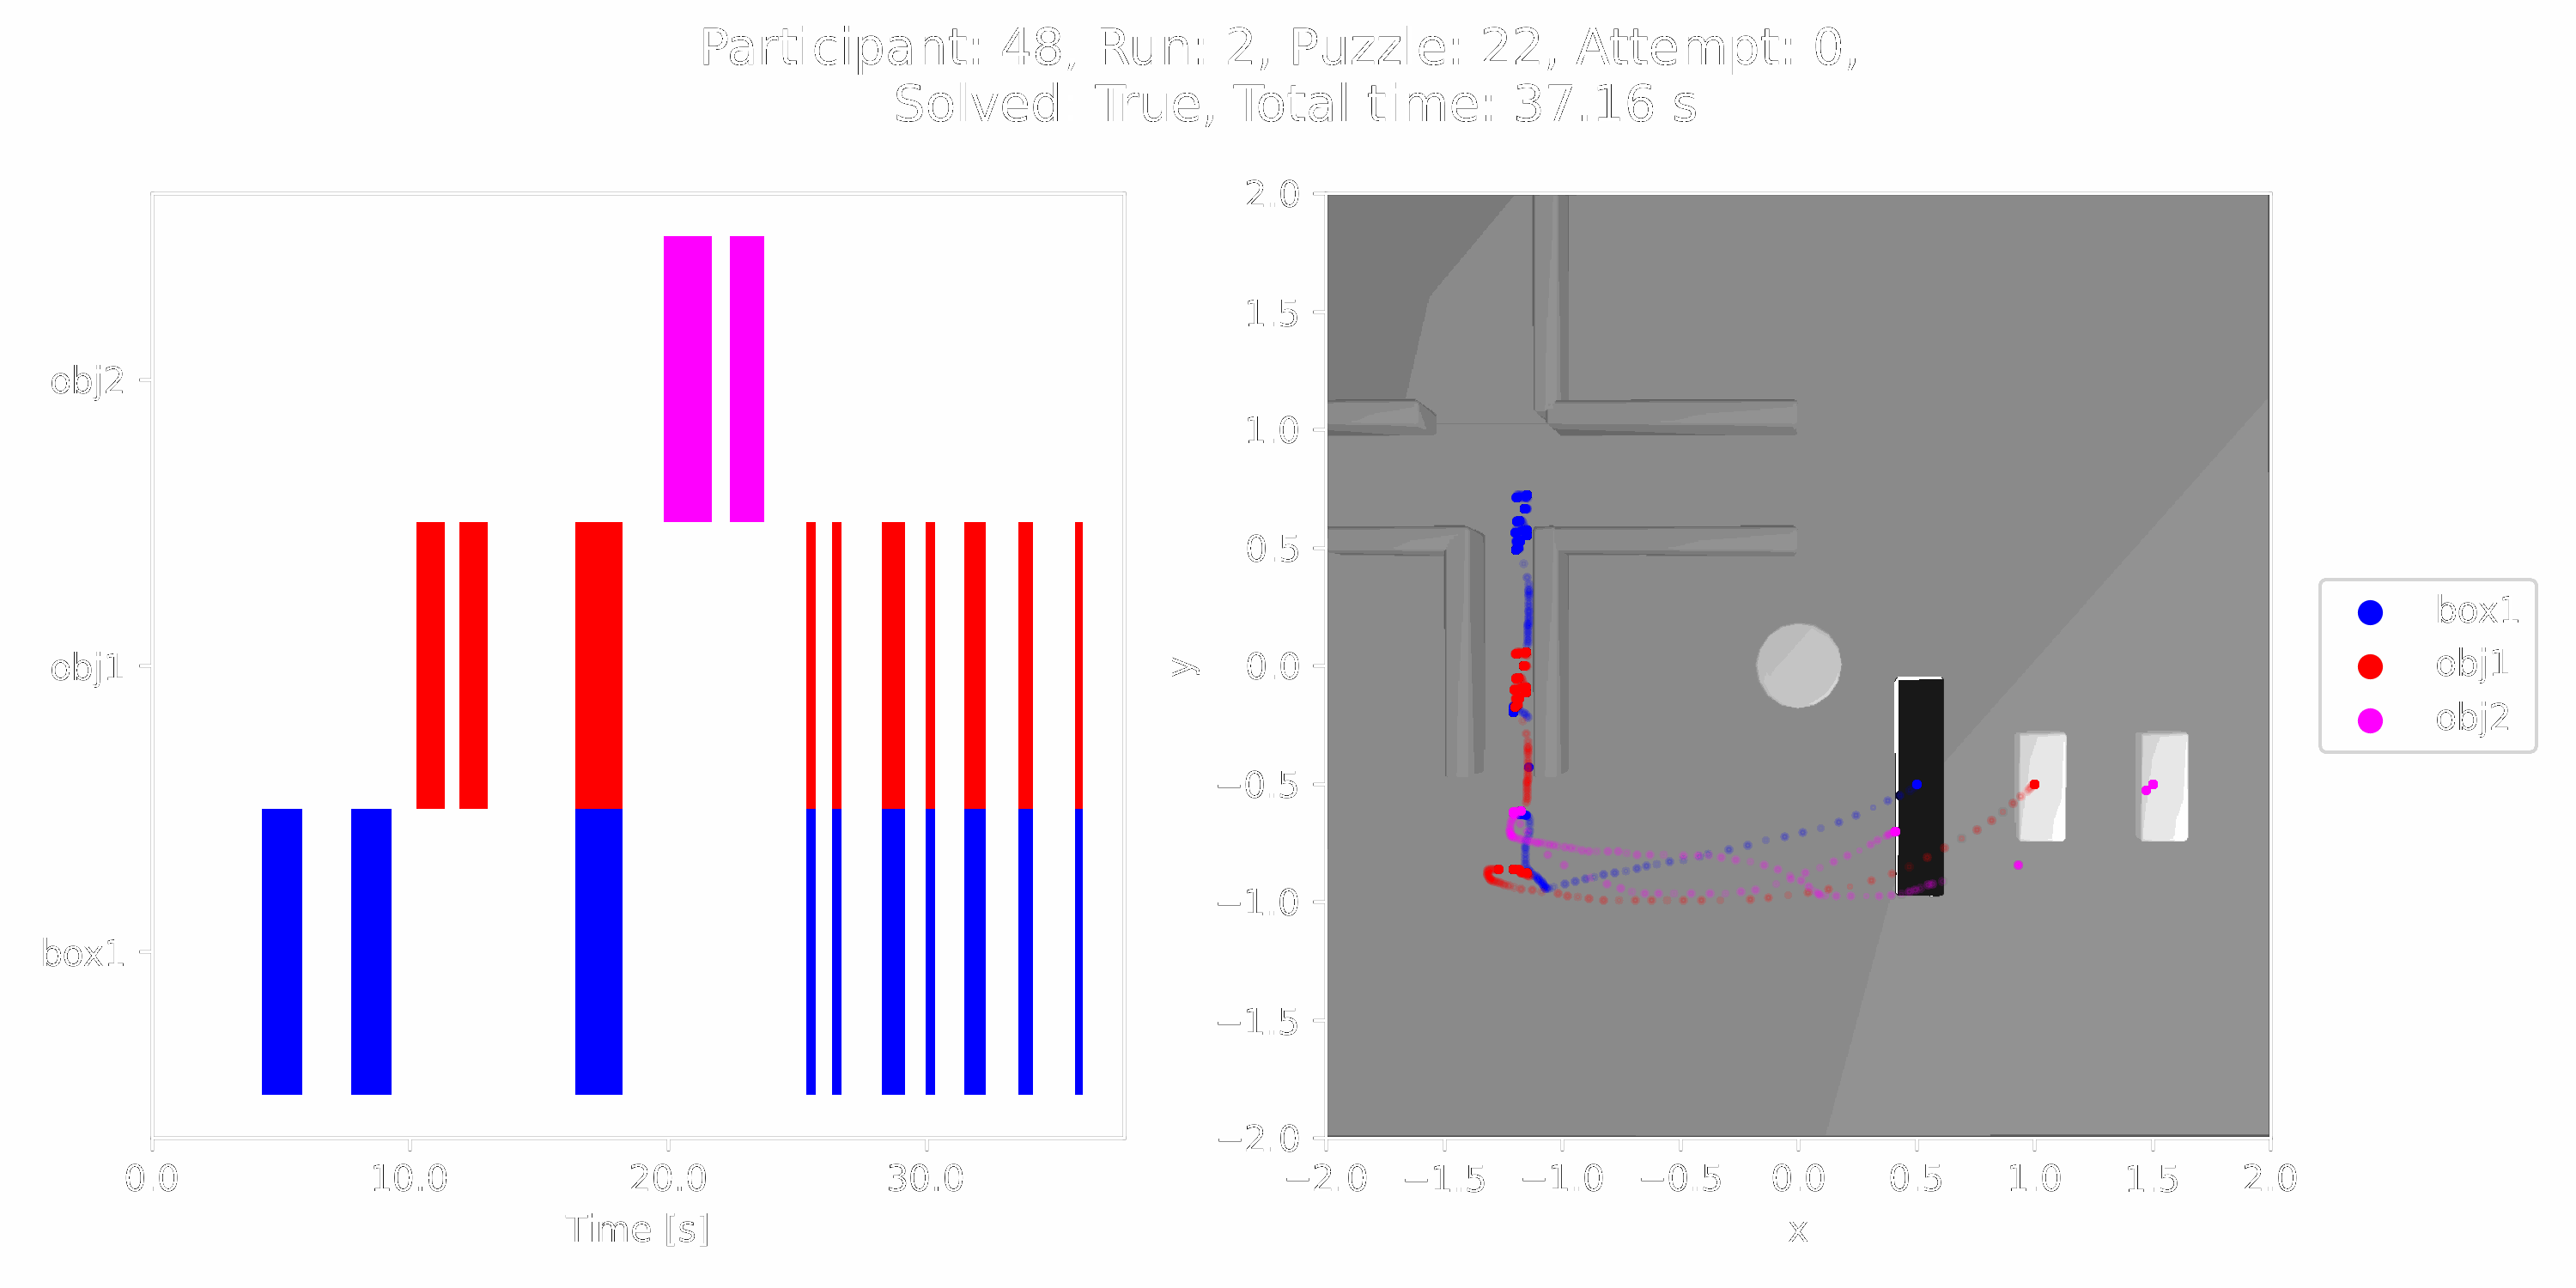 Participant: 48, Run: 2, Puzzle: 22, Attempt: 0,
Solved True, Total time: 37.16 s
obj2
obj1
box1
0.0 10.0 20.0 30.0
Time [s]
2.0
1.5
1.0
0.5
0.0
−0.5
−1.0
−1.5
−2.0
y
−2.0 −1.5 −1.0 −0.5 0.0 0.5 1.0 1.5 2.0
x
box1
obj1
obj2